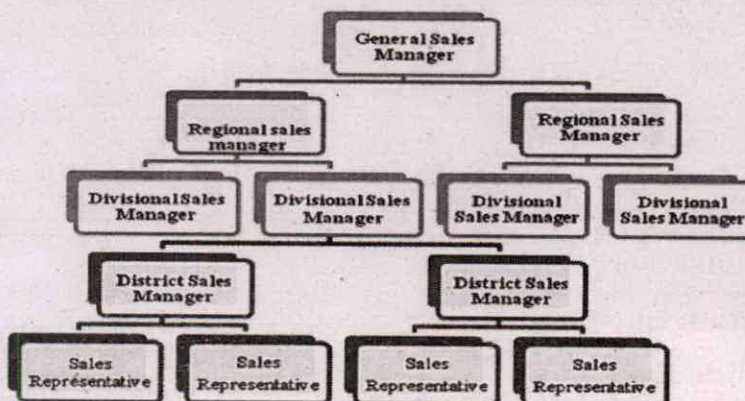 General Sales
Manager
Regional sales
manager
Regional Sales
Manager
Divisional Sales
Manager
Divisional Sales
Manager
Divisional
Sales Manager
Divisional
Sales Manager
District Sales
Manager
District Sales
Manager
Sales
Representative
Sales
Representative
Sales
Representative
Sales
Representative